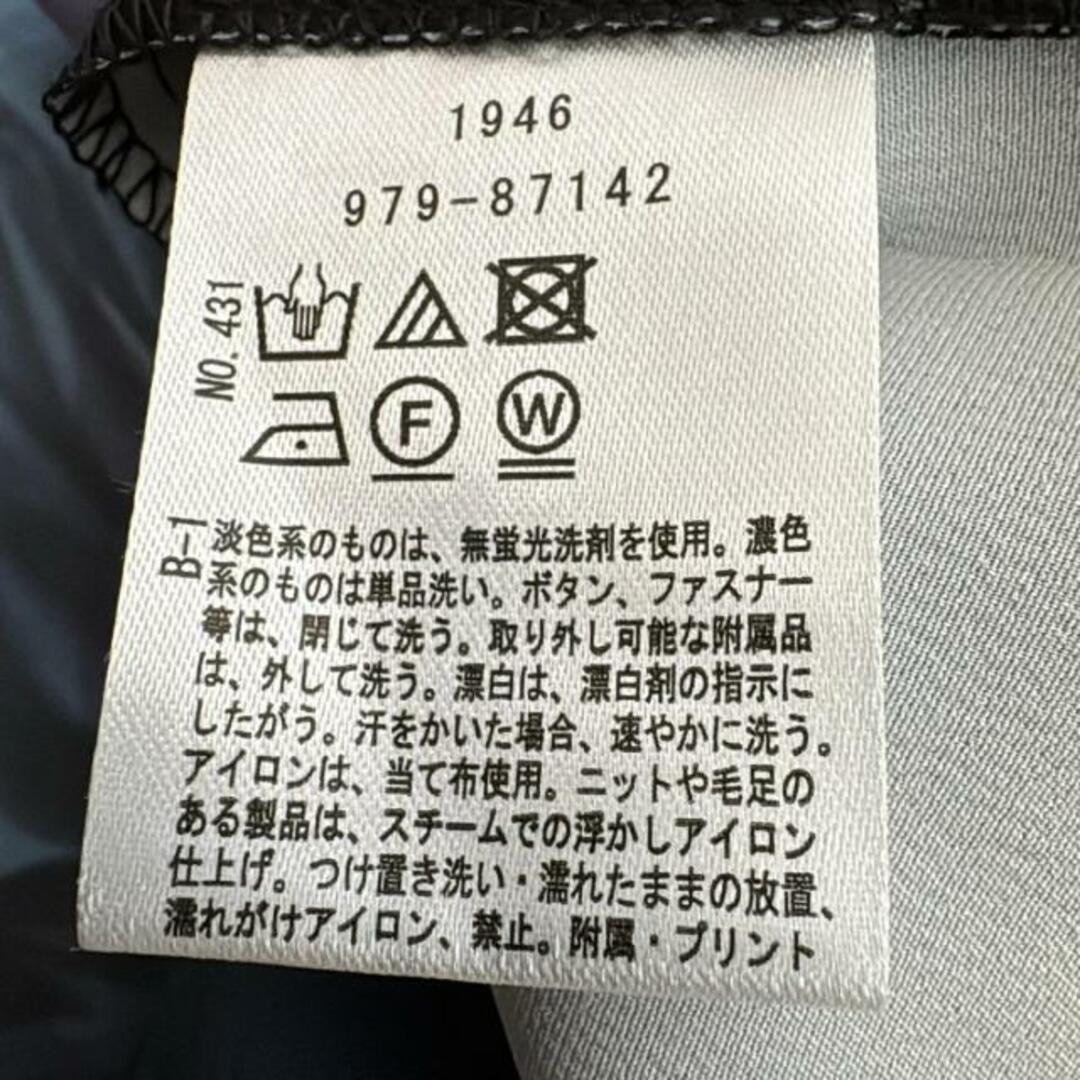 1946
979-87142
NO. 431
F
W
B-1
淡色系のものは、無蛍光洗剤を使用。濃色
系のものは単品洗い。ボタン、ファスナー
等は、閉じて洗う。取り外し可能な附属品
は、外して洗う。漂白は、漂白剤の指示に
したがう。汗をかいた場合、速やかに洗う。
アイロンは、当て布使用。ニットや毛足の
ある製品は、スチームでの浮かしアイロン
仕上げ。つけ置き洗い・濡れたままの放置、
濡れがけアイロン、禁止。附属・プリント